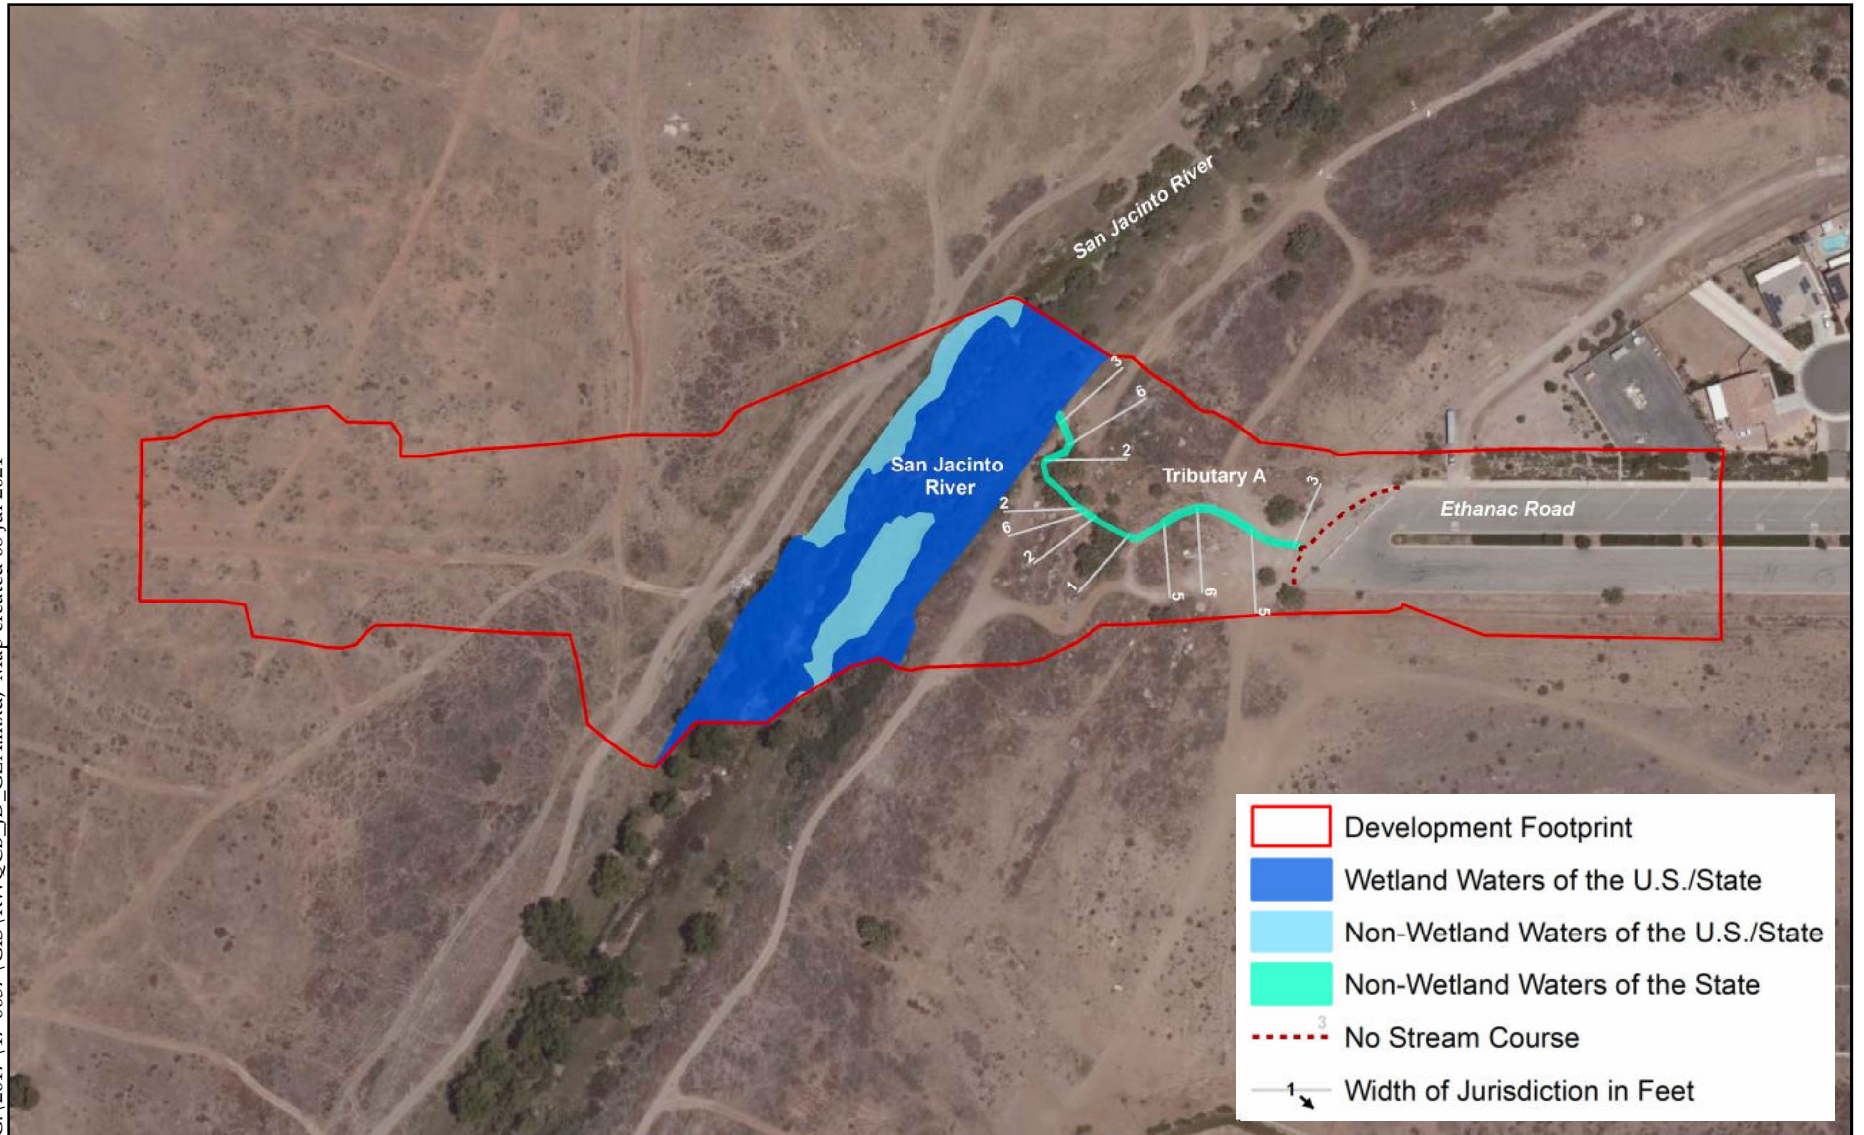 San Jacinto River
3
6
2
San Jacinto
River
Tributary A
3
2
6
2
1
5
6
5
Ethanac Road
Development Footprint
Wetland Waters of the U.S./State
Non-Wetland Waters of the U.S./State
Non-Wetland Waters of the State
3
No Stream Course
1
Width of Jurisdiction in Feet